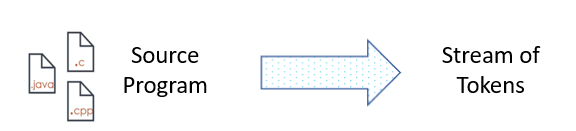 .c
.java
.cpp
Source
Program
Stream of
Tokens